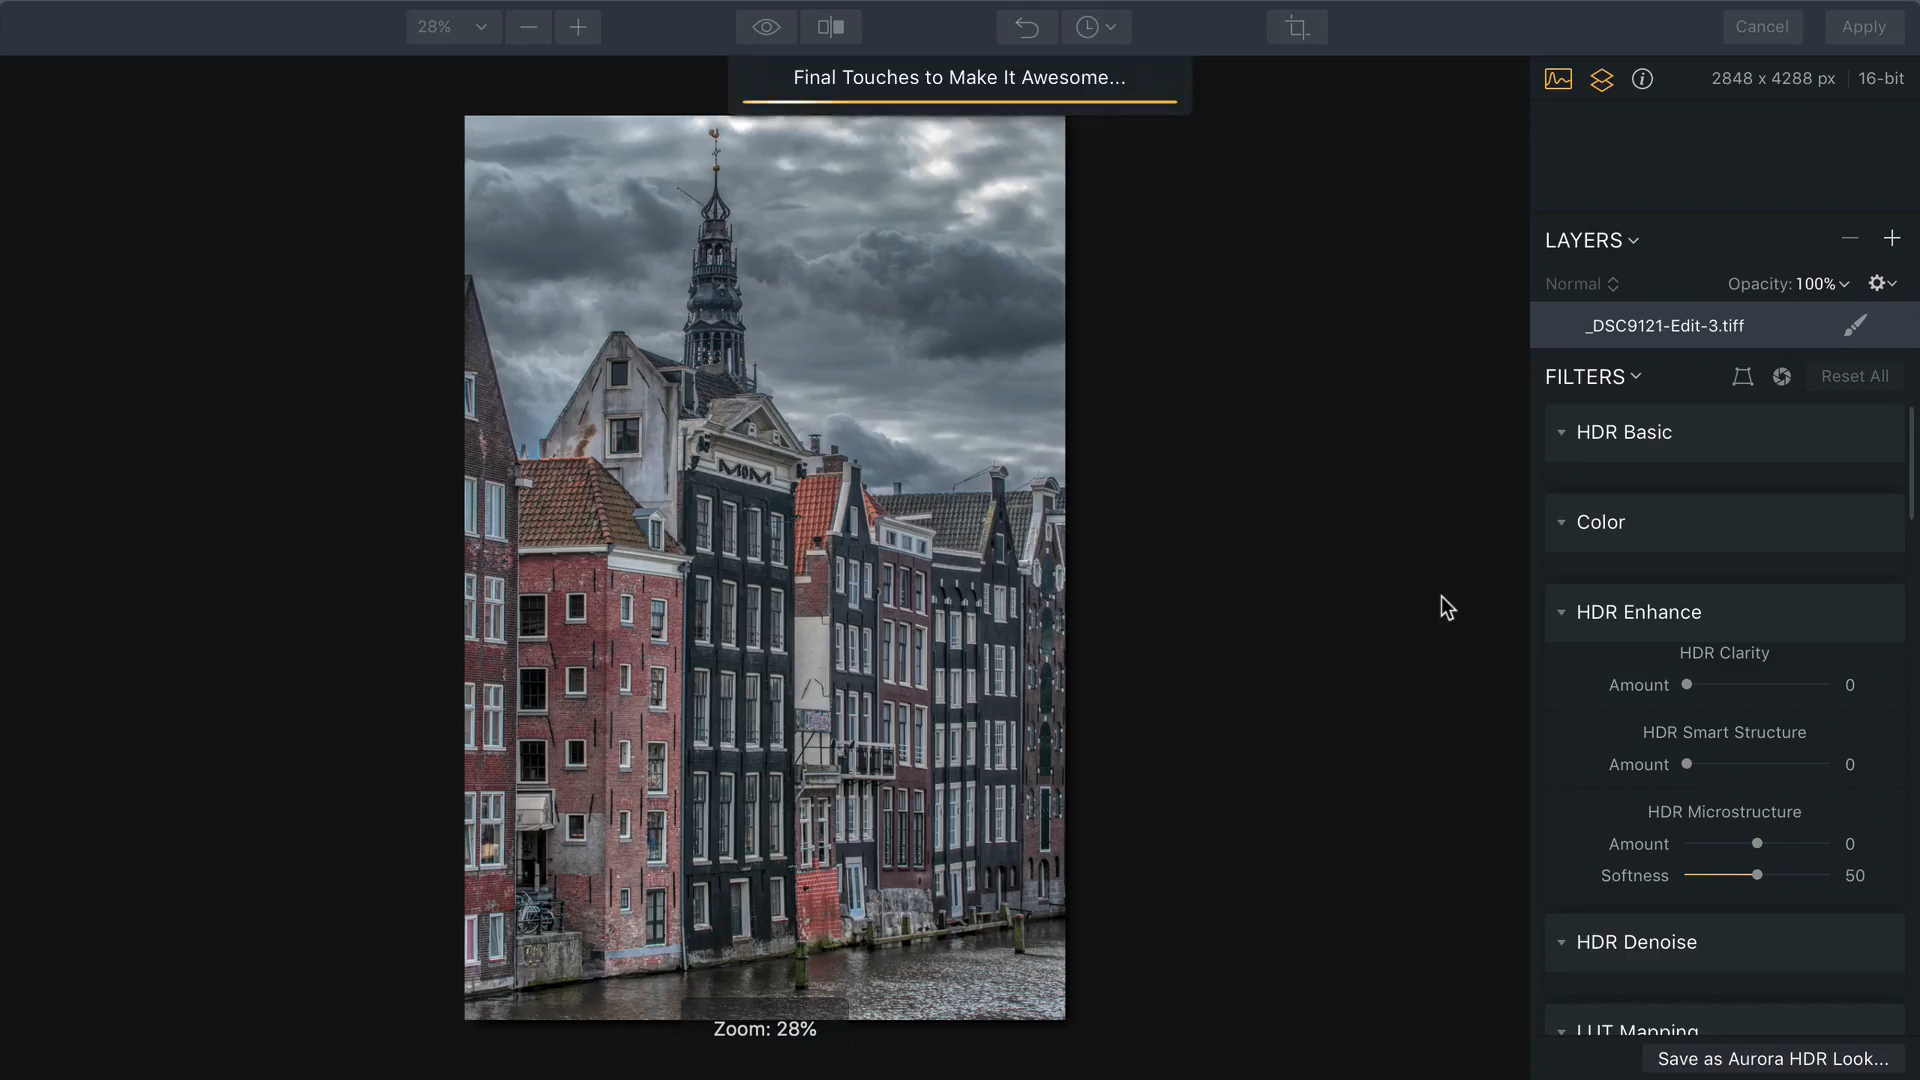 28%
Cancel
Apply
Final Touches to Make It Awesome...
2848 x 4288 px
16-bit
LAYERS
Normal
Opacity: 100%
_DSC9121-Edit-3.tiff
FILTERS
Reset All
HDR Basic
Color
HDR Enhance
HDR Clarity
Amount 0
HDR Smart Structure
Amount 0
HDR Microstructure
Amount 0
Softness 50
HDR Denoise
LUT Mapping
Save as Aurora HDR Look...
Zoom: 28%